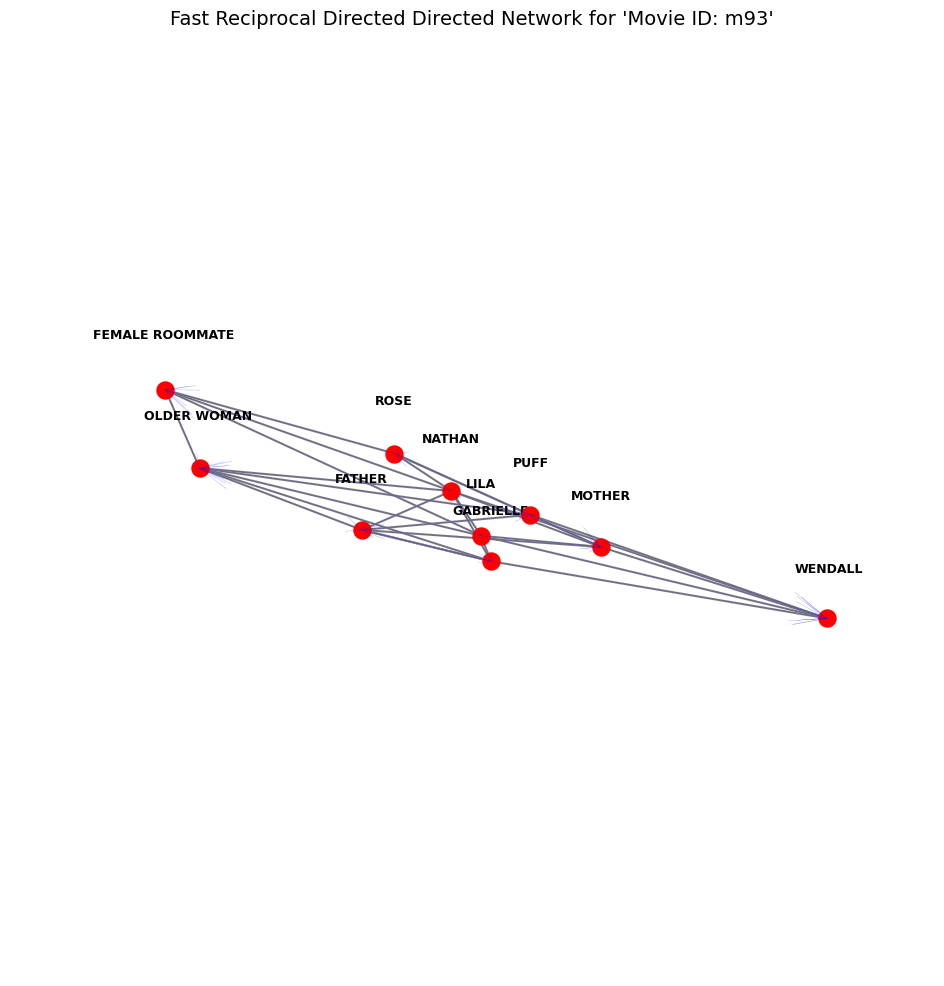 Fast Reciprocal Directed Directed Network for 'Movie ID: m93'
FEMALE ROOMMATE
ROSE
OLDER WOMAN
NATHAN
PUFF
FATHER
LILA
MOTHER
GABRIELLE
WENDALL